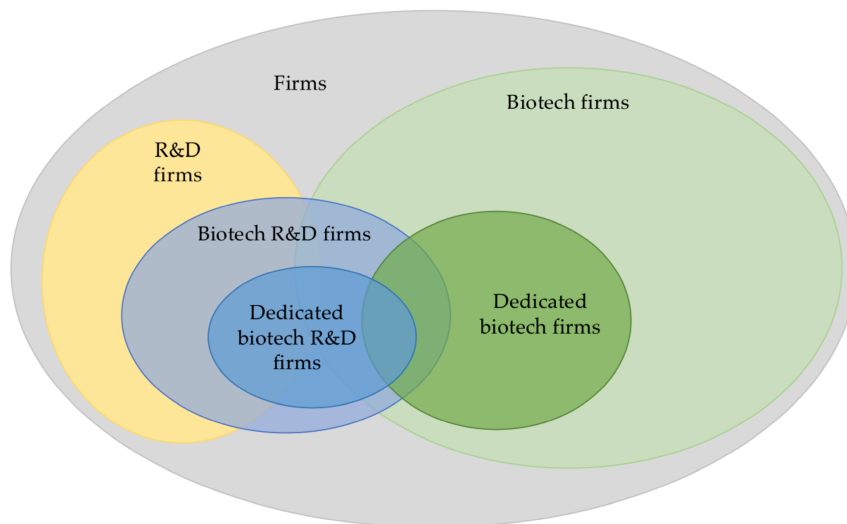 Firms
Biotech firms
R&D
firms
Biotech R&D firms
Dedicated
biotech R&D
firms
Dedicated
biotech firms